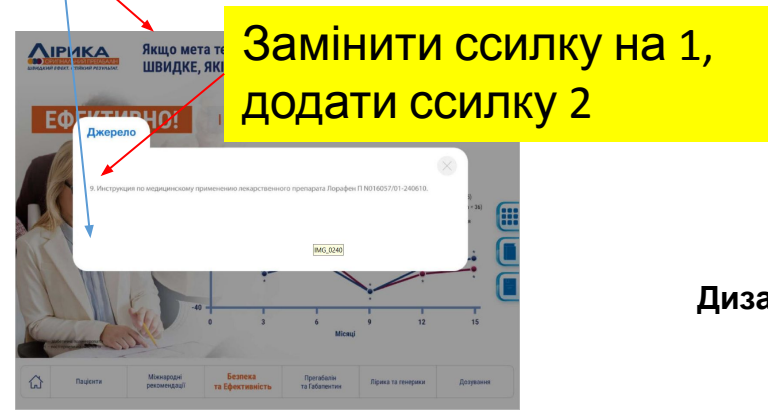 Замінити ссилку на 1,
додати ссилку 2
ЛІРИКА
Якщо мета те
ШВИДКЕ, ЯКІ
ЕФЕКТИВНО!
Джерело
9. Инструкция по медицинскому применению лекарственного препарата Лорафен П N016057/01-240610.
= 26)
IMG_0240
-40
0 3 6 9 12 15
Місяці
Диза
Пацієнти
Міжнародні
рекомендації
Безпека
та Ефективність
Прегабалін
та Габапентин
Лірика та генерики
Дозування